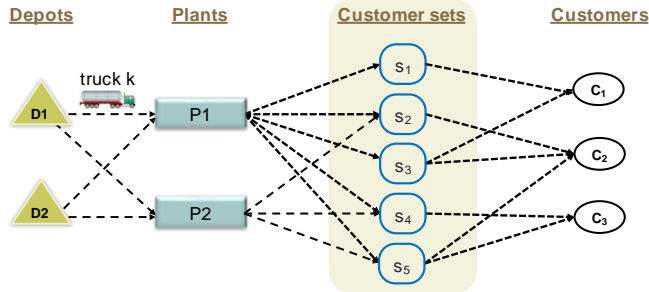 Depots Plants Customer sets Customers
truck k
D1 P1 S₁ C₁
S₂
S₃ C₂
D2 P2 S₄ C₃
S₅